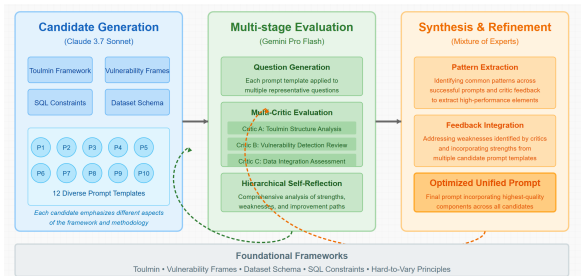 Candidate Generation
(Claude 3.7 Sonnet)
Toulmin Framework
Vulnerability Frames
SQL Constraints
Dataset Schema
P1 P2 P3 P4 P5
P6 P7 P8 P9 P10
12 Diverse Prompt Templates
Each candidate emphasizes different aspects
of the framework and methodology
Multi-stage Evaluation
(Gemini Pro Flash)
Question Generation
Each prompt template applied to
multiple representative questions
Multi-Critic Evaluation
Critic A: Toulmin Structure Analysis
Critic B: Vulnerability Detection Review
Critic C: Data Integration Assessment
Hierarchical Self-Reflection
Comprehensive analysis of strengths,
weaknesses, and improvement paths
Synthesis & Refinement
(Mixture of Experts)
Pattern Extraction
Identifying common patterns across
successful prompts and critic feedback
to extract high-performance elements
Feedback Integration
Addressing weaknesses identified by critics
and incorporating strengths from
multiple candidate prompt templates
Optimized Unified Prompt
Final prompt incorporating highest-quality
components across all candidates
Foundational Frameworks
Toulmin • Vulnerability Frames • Dataset Schema • SQL Constraints • Hard-to-Vary Principles